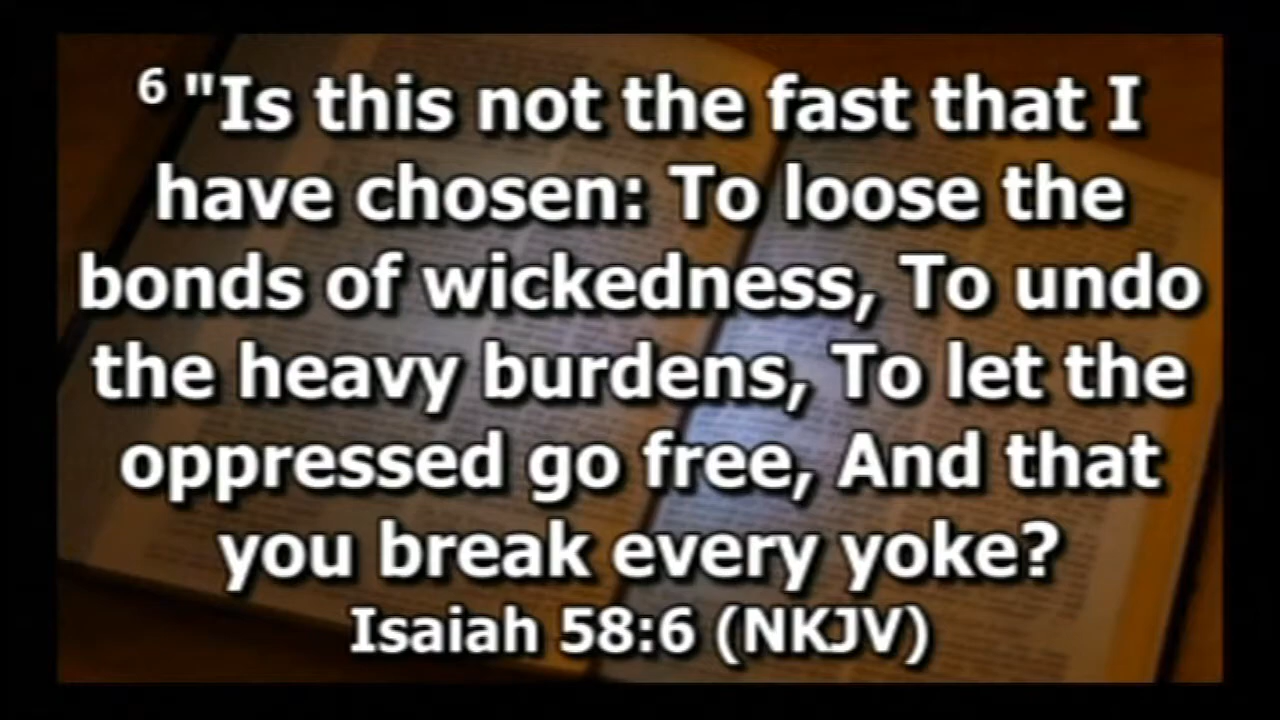 6 "Is this not the fast that I
have chosen: To loose the
bonds of wickedness, To undo
the heavy burdens, To let the
oppressed go free, And that
you break every yoke?
Isaiah 58:6 (NKJV)